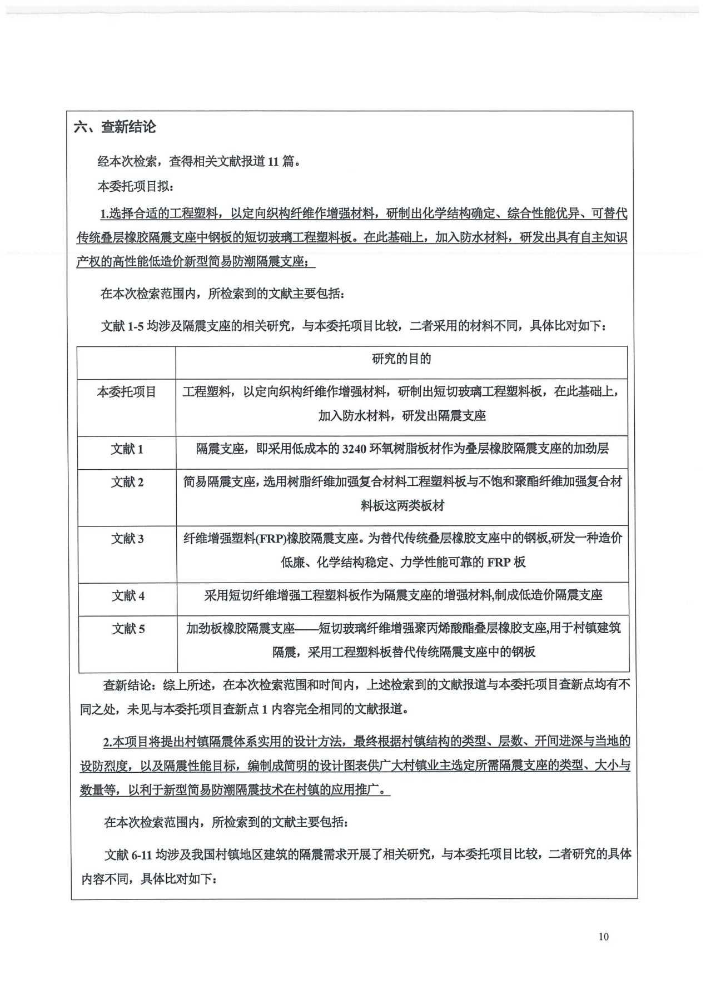 六、查新结论
经本次检索，查得相关文献报道 11 篇。
本委托项目拟：
1.选择合适的工程塑料，以定向织构纤维作增强材料，研制出化学结构确定、综合性能优异、可替代
传统叠层橡胶隔震支座中钢板的短切玻璃工程塑料板。在此基础上，加入防水材料，研发出具有自主知识
产权的高性能低造价新型简易防潮隔震支座；
在本次检索范围内，所检索到的文献主要包括：
文献 1-5 均涉及隔震支座的相关研究，与本委托项目比较，二者采用的材料不同，具体比对如下：
研究的目的
本委托项目
工程塑料，以定向织构纤维作增强材料，研制出短切玻璃工程塑料板，在此基础上，
加入防水材料，研发出隔震支座
文献 1
隔震支座，即采用低成本的 3240 环氧树脂板材作为叠层橡胶隔震支座的加劲层
文献 2
简易隔震支座，选用树脂纤维加强复合材料工程塑料板与不饱和聚酯纤维加强复合材
料板这两类板材
文献 3
纤维增强塑料(FRP)橡胶隔震支座。为替代传统叠层橡胶支座中的钢板,研发一种造价
低廉、化学结构稳定、力学性能可靠的 FRP 板
文献 4
采用短切纤维增强工程塑料板作为隔震支座的增强材料,制成低造价隔震支座
文献 5
加劲板橡胶隔震支座——短切玻璃纤维增强聚丙烯酸酯叠层橡胶支座,用于村镇建筑
隔震，采用工程塑料板替代传统隔震支座中的钢板
查新结论：综上所述，在本次检索范围和时间内，上述检索到的文献报道与本委托项目查新点均有不
同之处，未见与本委托项目查新点 1 内容完全相同的文献报道。
2.本项目将提出村镇隔震体系实用的设计方法，最终根据村镇结构的类型、层数、开间进深与当地的
设防烈度，以及隔震性能目标，编制成简明的设计图表供广大村镇业主选定所需隔震支座的类型、大小与
数量等，以利于新型简易防潮隔震技术在村镇的应用推广。
在本次检索范围内，所检索到的文献主要包括：
文献 6-11 均涉及我国村镇地区建筑的隔震需求开展了相关研究，与本委托项目比较，二者研究的具体
内容不同，具体比对如下：
10